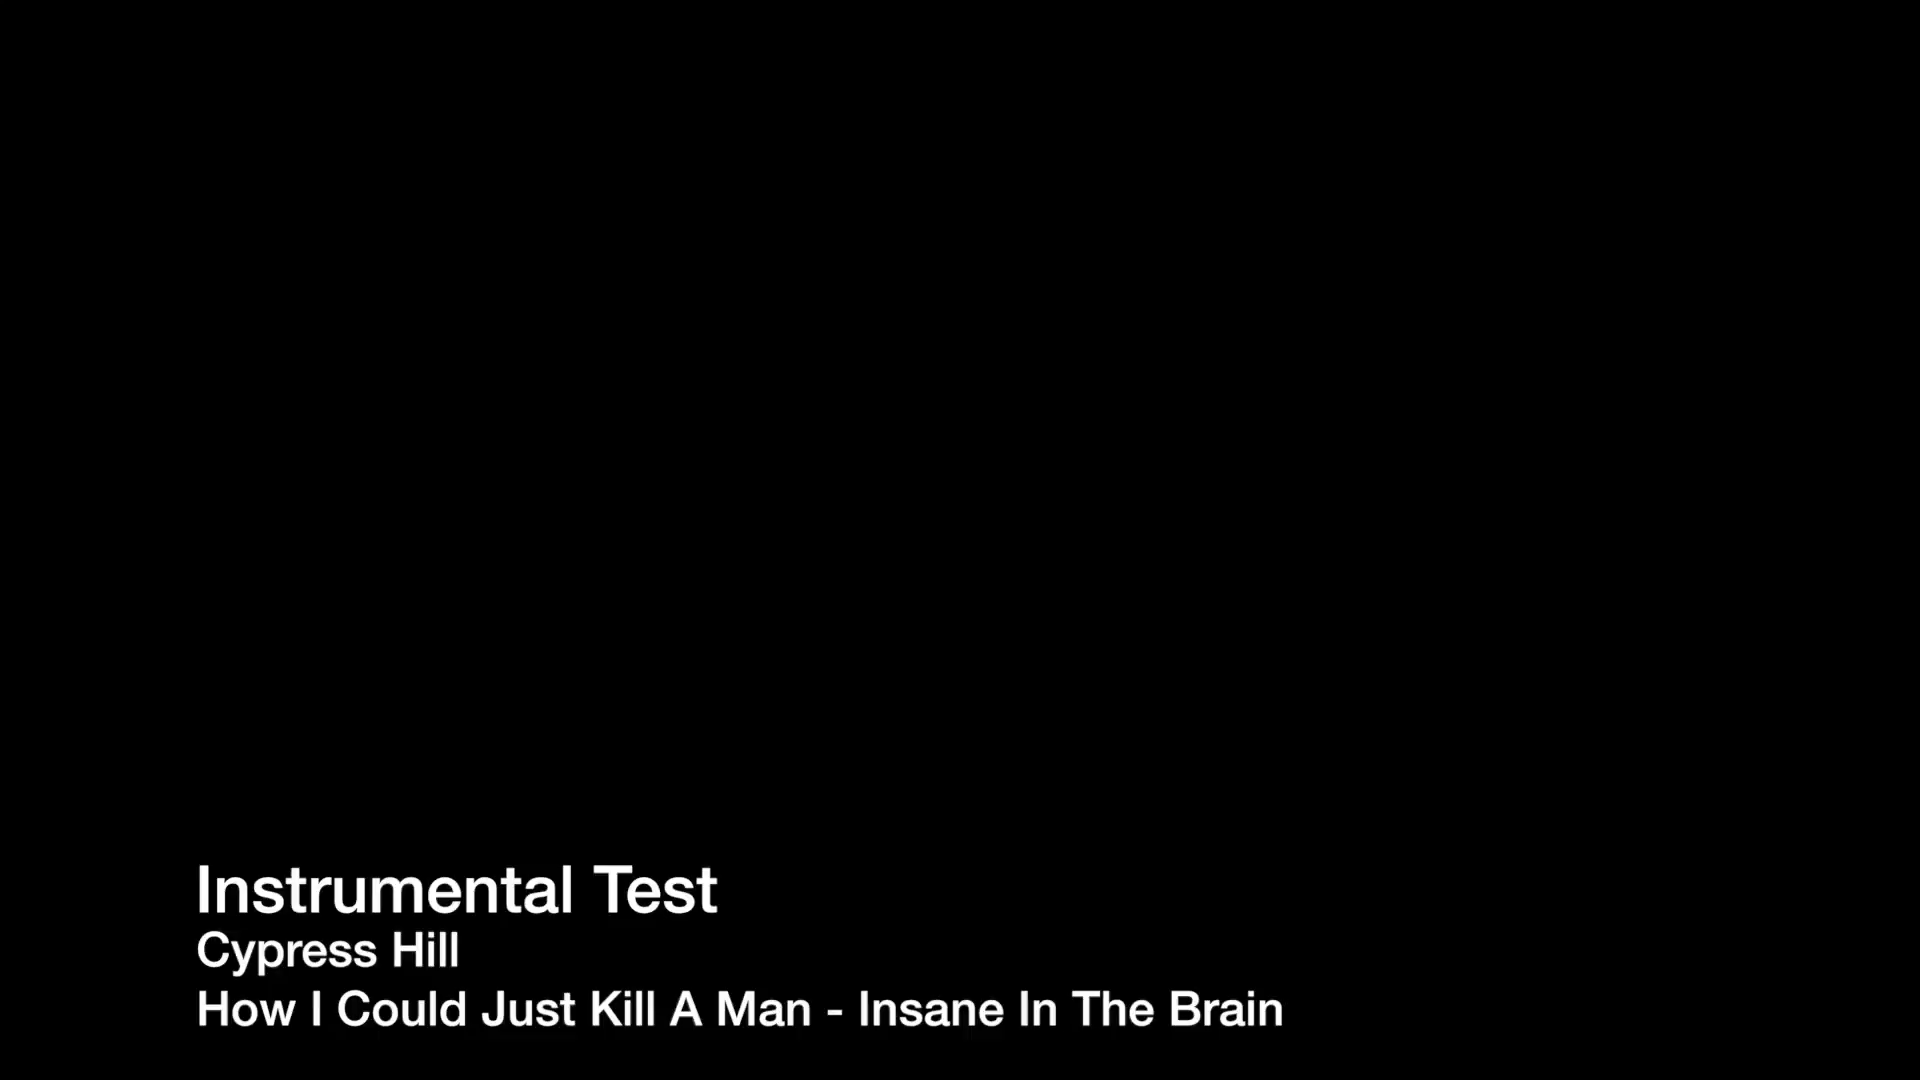 Instrumental Test
Cypress Hill
How I Could Just Kill A Man - Insane In The Brain